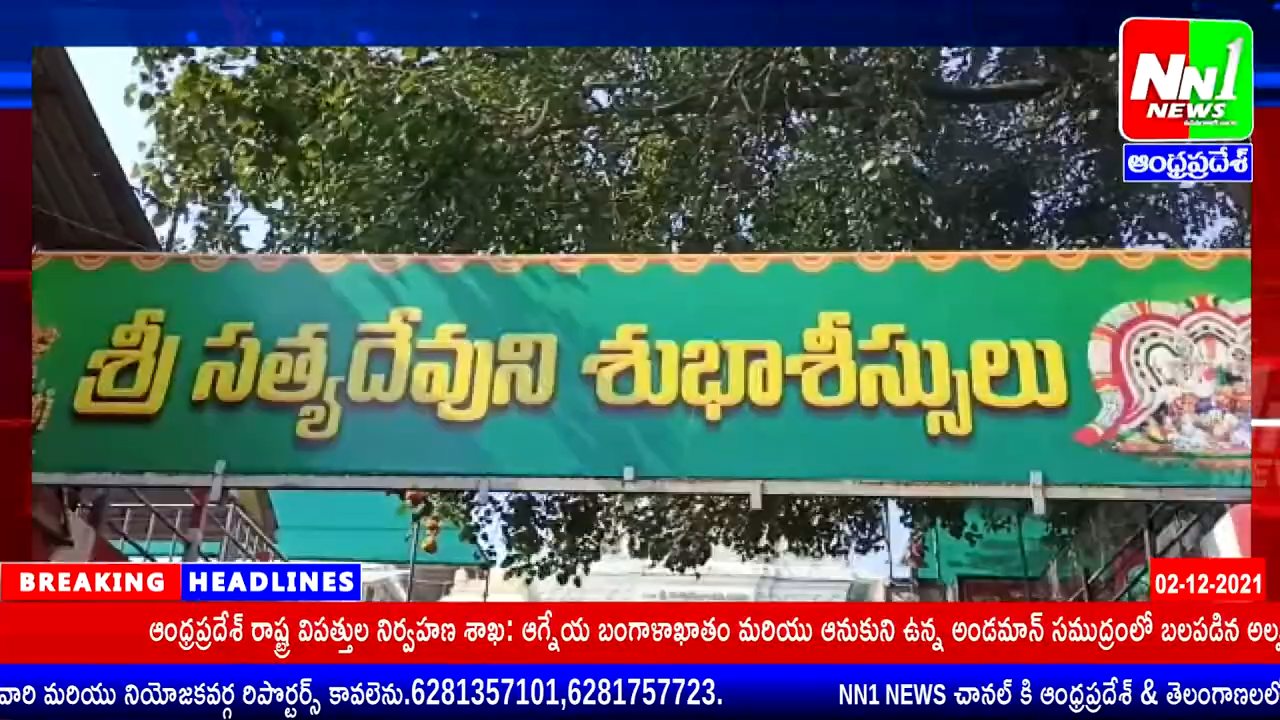 NN1
NEWS
ఆంధ్రప్రదేశ్
శ్రీ సత్యదేవుని శుభాశీస్సులు
BREAKING HEADLINES
02-12-2021
ఆంధ్రప్రదేశ్ రాష్ట్ర విపత్తుల నిర్వహణ శాఖ: ఆగ్నేయ బంగాళాఖాతం మరియు ఆనుకుని ఉన్న అండమాన్ సముద్రంలో బలపడిన
వారి మరియు నియోజకవర్గ రిపొర్టర్స్ కావలెను.6281357101,6281757723. NN1 NEWS చానల్ కి ఆంధ్రప్రదేశ్ & తెలంగాణలలో